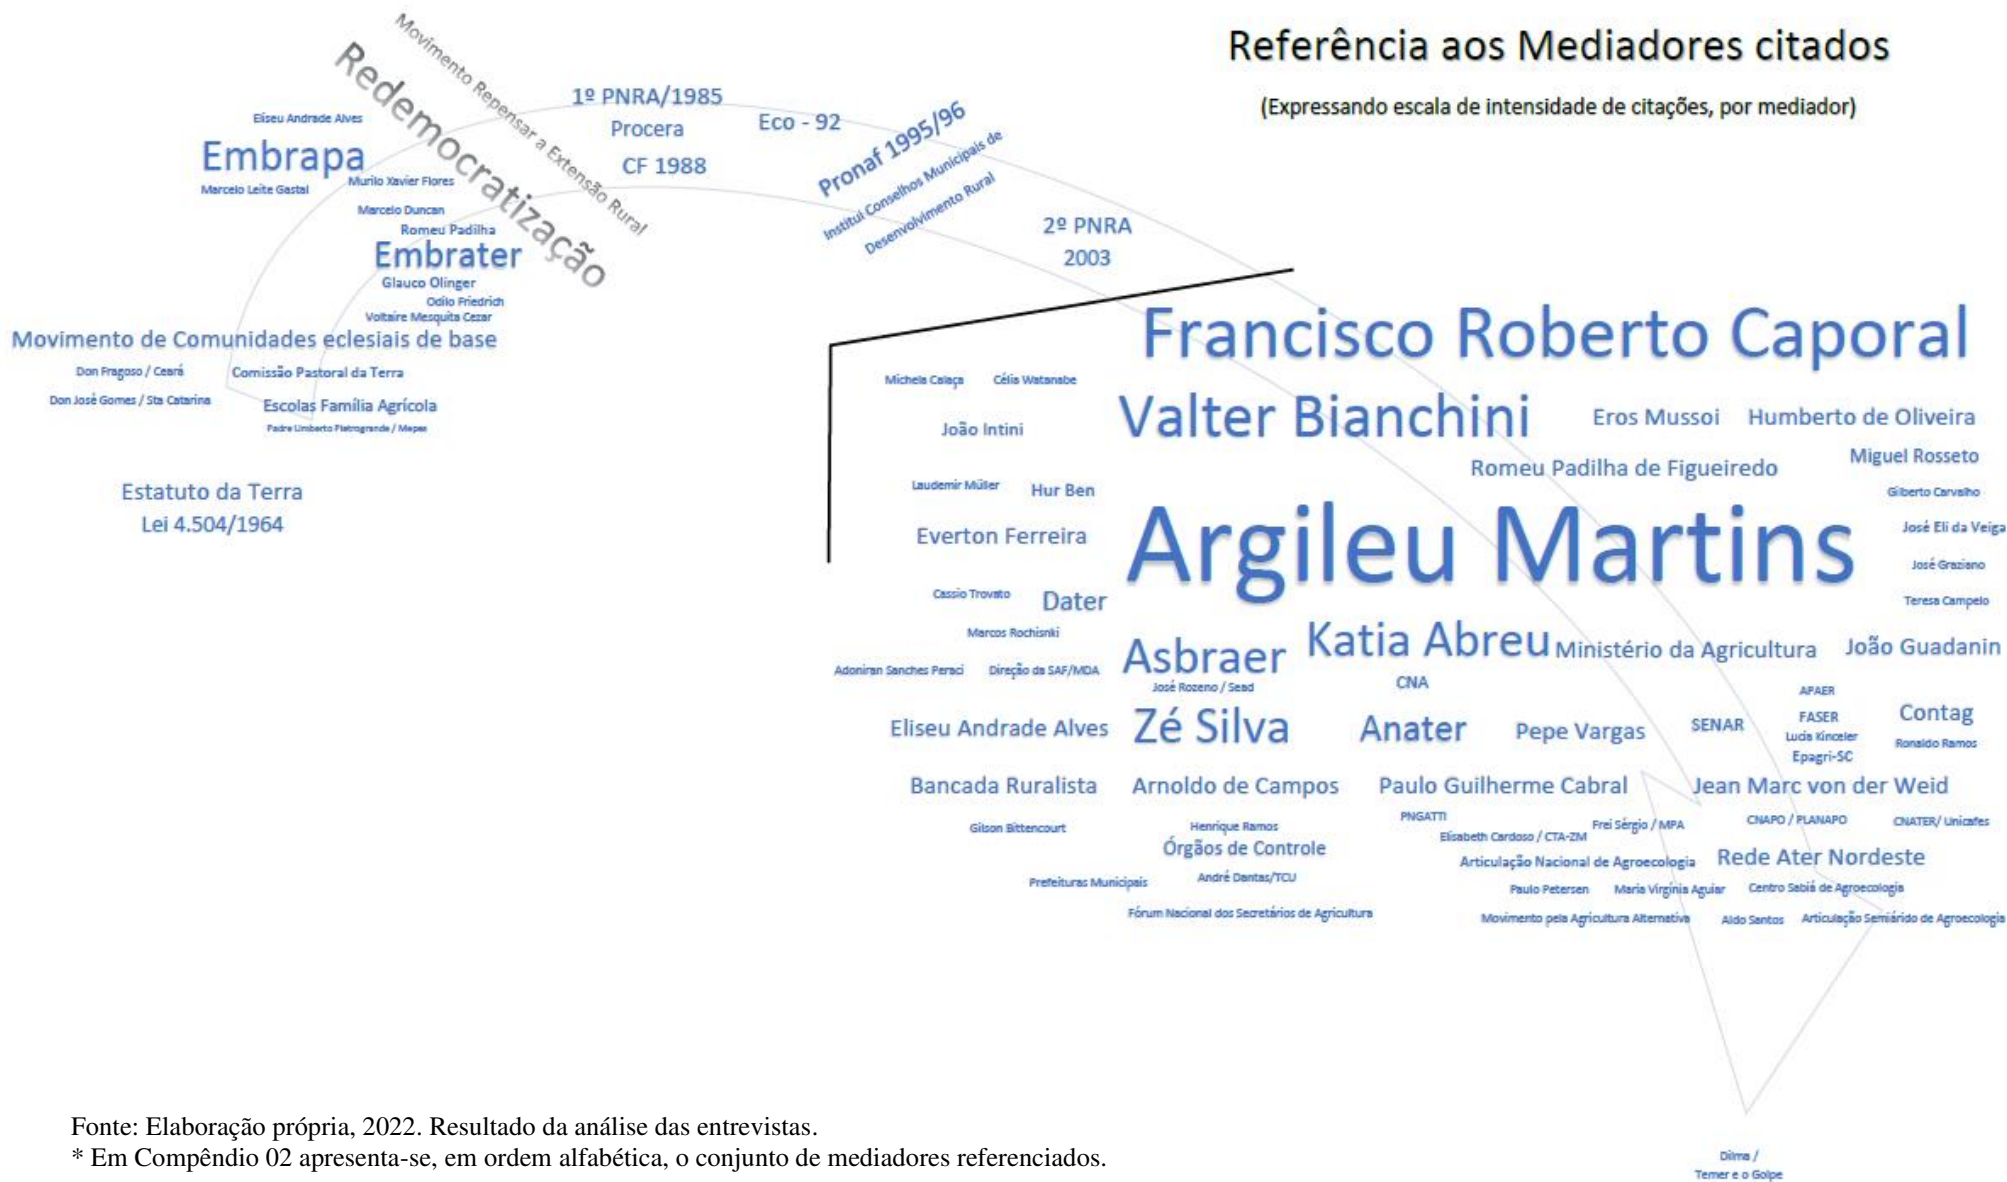 Referência aos Mediadores citados
(Expressando escala de intensidade de citações, por mediador)
Movimento Repensar a Extensão Rural
Redemocratização
Eliseu Andrade Alves
Embrapa
Marcelo Leite Gastal
Murilo Xavier Flores
Marcelo Duncan
Romeu Padilha
Embrater
Glauco Olinger
Odilo Friedrich
Voltaire Mesquita Cezar
Movimento de Comunidades eclesiais de base
Don Fragoso / Ceará
Comissão Pastoral da Terra
Don José Gomes / Sta Catarina
Escolas Família Agrícola
Padre Umberto Pietrogrande / Mepes
Estatuto da Terra
Lei 4.504/1964
1º PNRA/1985
Procera
CF 1988
Eco - 92
Pronaf 1995/96
Institui Conselhos Municipais de
Desenvolvimento Rural
2º PNRA
2003
Francisco Roberto Caporal
Michela Calaça
Célia Watanabe
Valter Bianchini
Eros Mussoi
Humberto de Oliveira
João Intini
Romeu Padilha de Figueiredo
Miguel Rosseto
Laudemir Müller
Hur Ben
Gilberto Carvalho
Everton Ferreira
Argileu Martins
José Eli da Veiga
José Graziano
Cassio Trovato
Dater
Teresa Campelo
Marcos Rochisnki
Asbraer
Katia Abreu
Ministério da Agricultura
João Guadanin
Adoniran Sanches Peraci
Direção da SAF/MDA
José Rozeno / Sead
CNA
APAER
Eliseu Andrade Alves
Zé Silva
Anater
Pepe Vargas
SENAR
FASER
Lucia Kinceler
Epagri-SC
Contag
Ronaldo Ramos
Bancada Ruralista
Arnoldo de Campos
Paulo Guilherme Cabral
Jean Marc von der Weid
Gilson Bittencourt
Henrique Ramos
PNGATTI
Elisabeth Cardoso / CTA-ZM
Frei Sérgio / MPA
CNAPO / PLANAPO
CNATER/ Unicafes
Órgãos de Controle
Articulação Nacional de Agroecologia
Rede Ater Nordeste
Prefeituras Municipais
André Dantas/TCU
Paulo Petersen
Maria Virgínia Aguiar
Centro Sabiá de Agroecologia
Fórum Nacional dos Secretários de Agricultura
Movimento pela Agricultura Alternativa
Aldo Santos
Articulação Semiárido de Agroecologia
Dilma /
Temer e o Golpe
Fonte: Elaboração própria, 2022. Resultado da análise das entrevistas.
* Em Compêndio 02 apresenta-se, em ordem alfabética, o conjunto de mediadores referenciados.